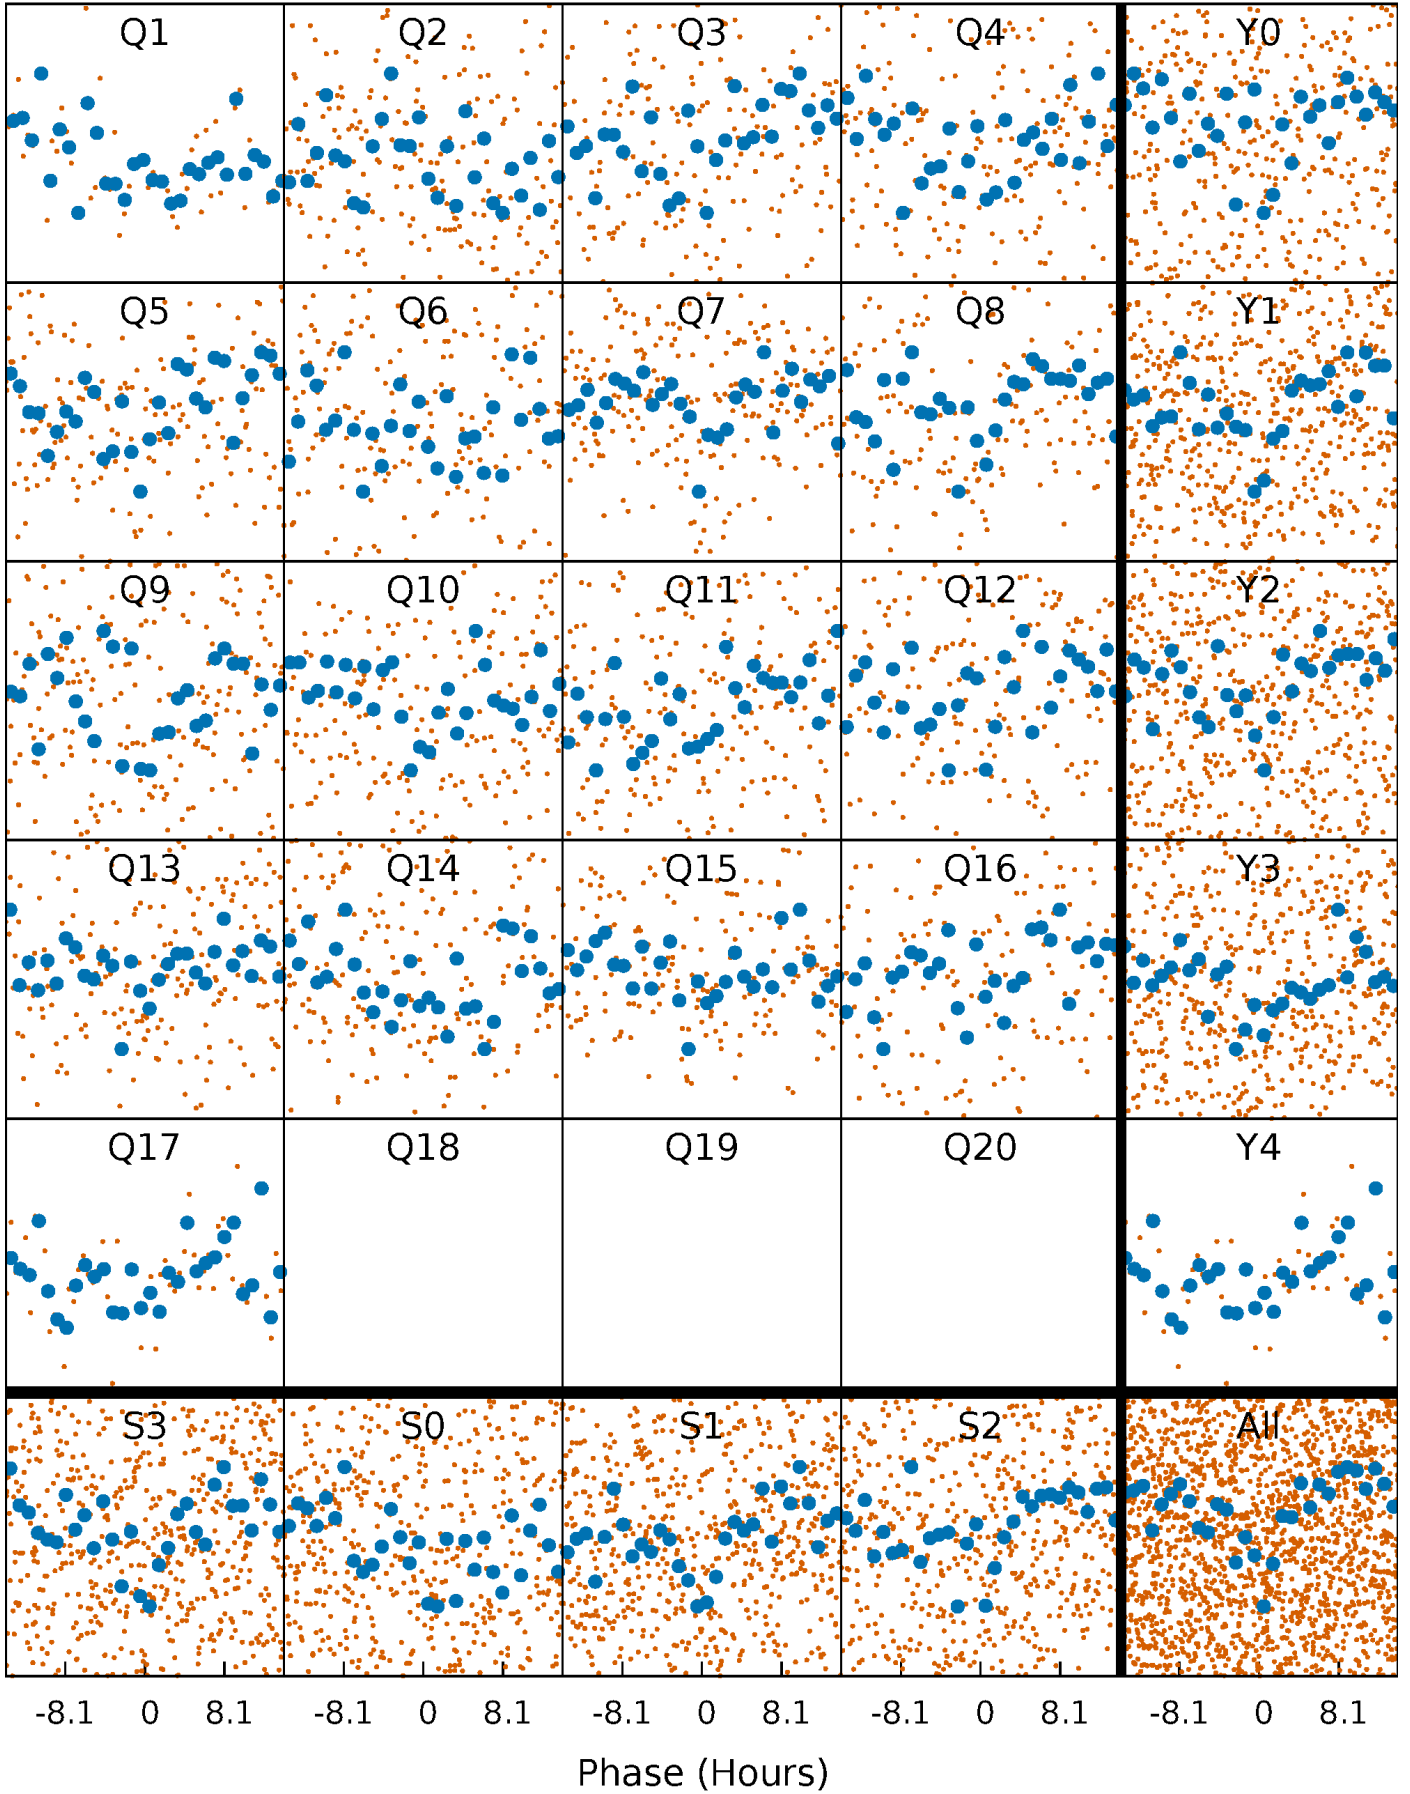 Q1 Q2 Q3 Q4 Y0
Q5 Q6 Q7 Q8 Y1
Q9 Q10 Q11 Q12 Y2
Q13 Q14 Q15 Q16 Y3
Q17 Q18 Q19 Q20 Y4
S3 S0 S1 S2 All
-8.1 0 8.1 -8.1 0 8.1 -8.1 0 8.1 -8.1 0 8.1 -8.1 0 8.1
Phase (Hours)